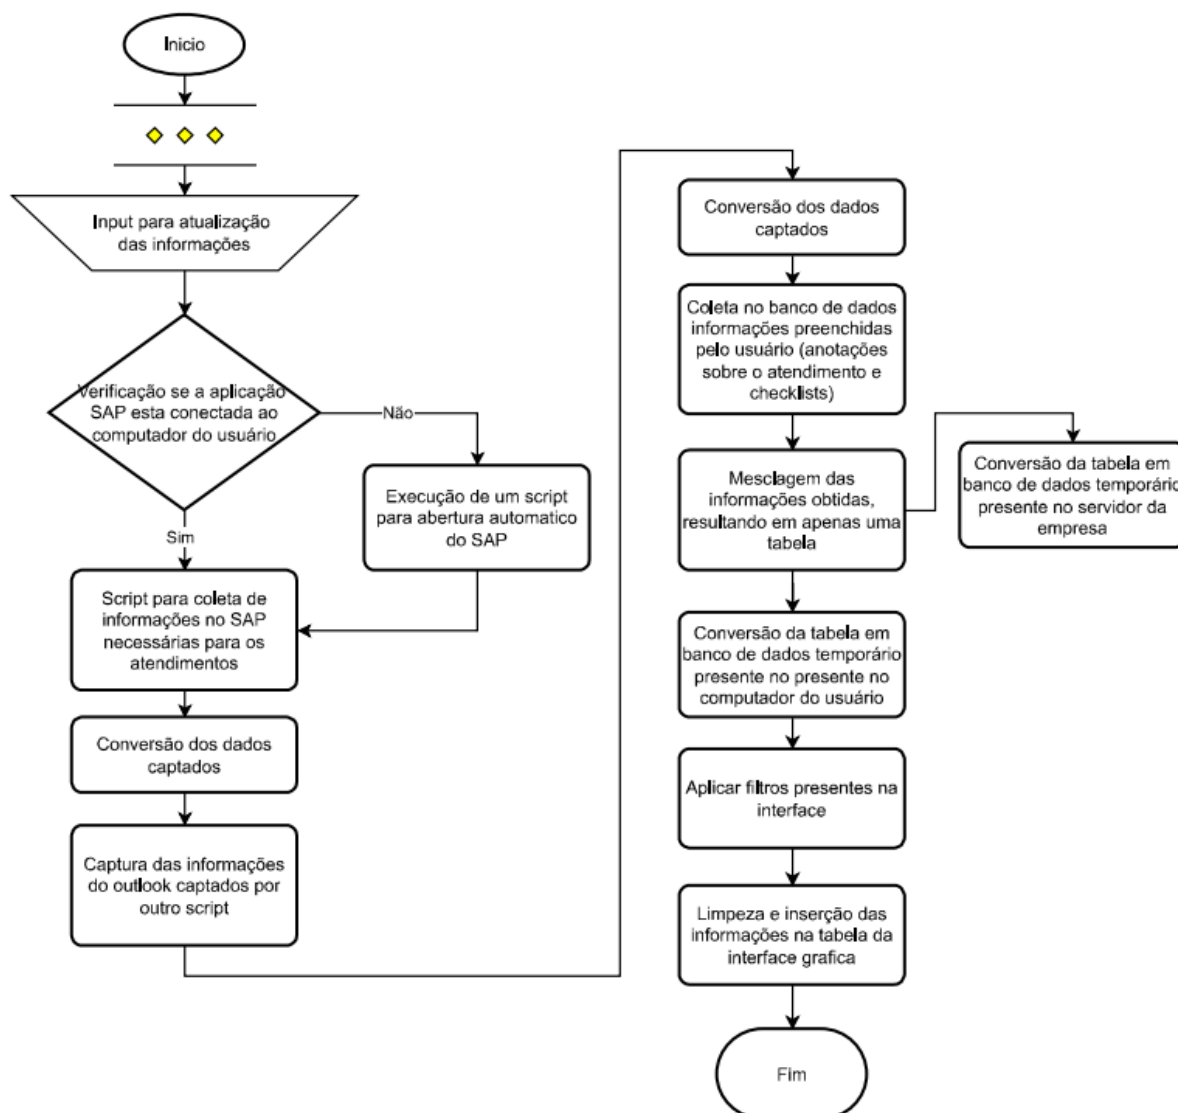 Inicio
Input para atualização
das informações
Verificação se a aplicação
SAP esta conectada ao
computador do usuário
Não
Execução de um script
para abertura automatico
do SAP
Sim
Script para coleta de
informações no SAP
necessárias para os
atendimentos
Conversão dos dados
captados
Captura das informações
do outlook captados por
outro script
Conversão dos dados
captados
Coleta no banco de dados
informações preenchidas
pelo usuário (anotações
sobre o atendimento e
checklists)
Mesclagem das
informações obtidas,
resultando em apenas uma
tabela
Conversão da tabela em
banco de dados temporário
presente no servidor da
empresa
Conversão da tabela em
banco de dados temporário
presente no presente no
computador do usuário
Aplicar filtros presentes na
interface
Limpeza e inserção das
informações na tabela da
interface grafica
Fim